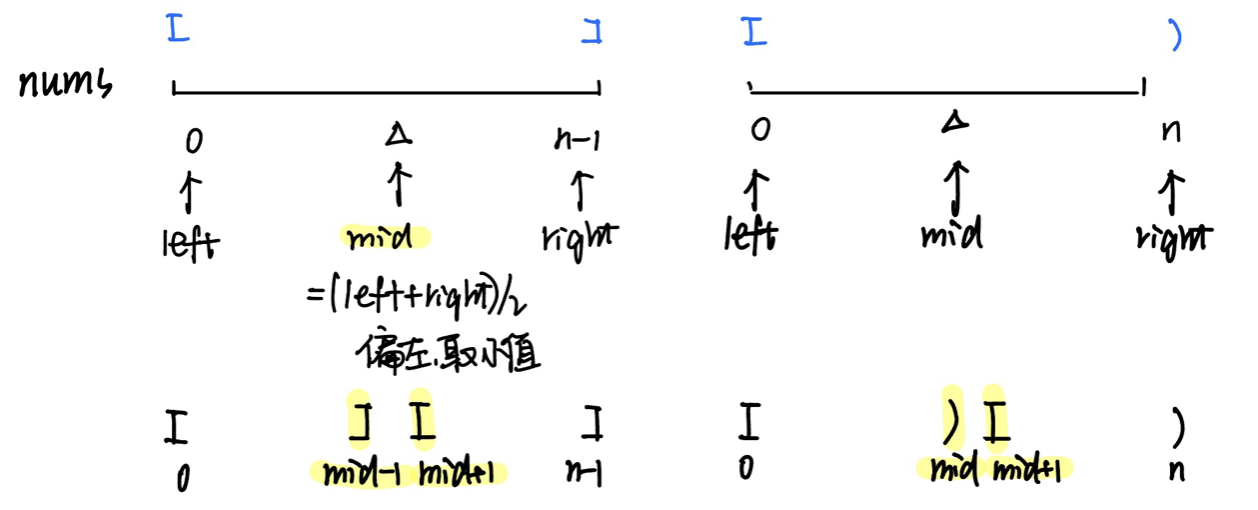 [ ] [ )
nums
0 Δ n-1 0 Δ n
↑ ↑ ↑ ↑ ↑ ↑
left mid right left mid right
=(left+right)/2
偏左、取小值
[ ] [ ] [ ) [ )
0 mid-1 mid+1 n-1 0 mid mid+1 n